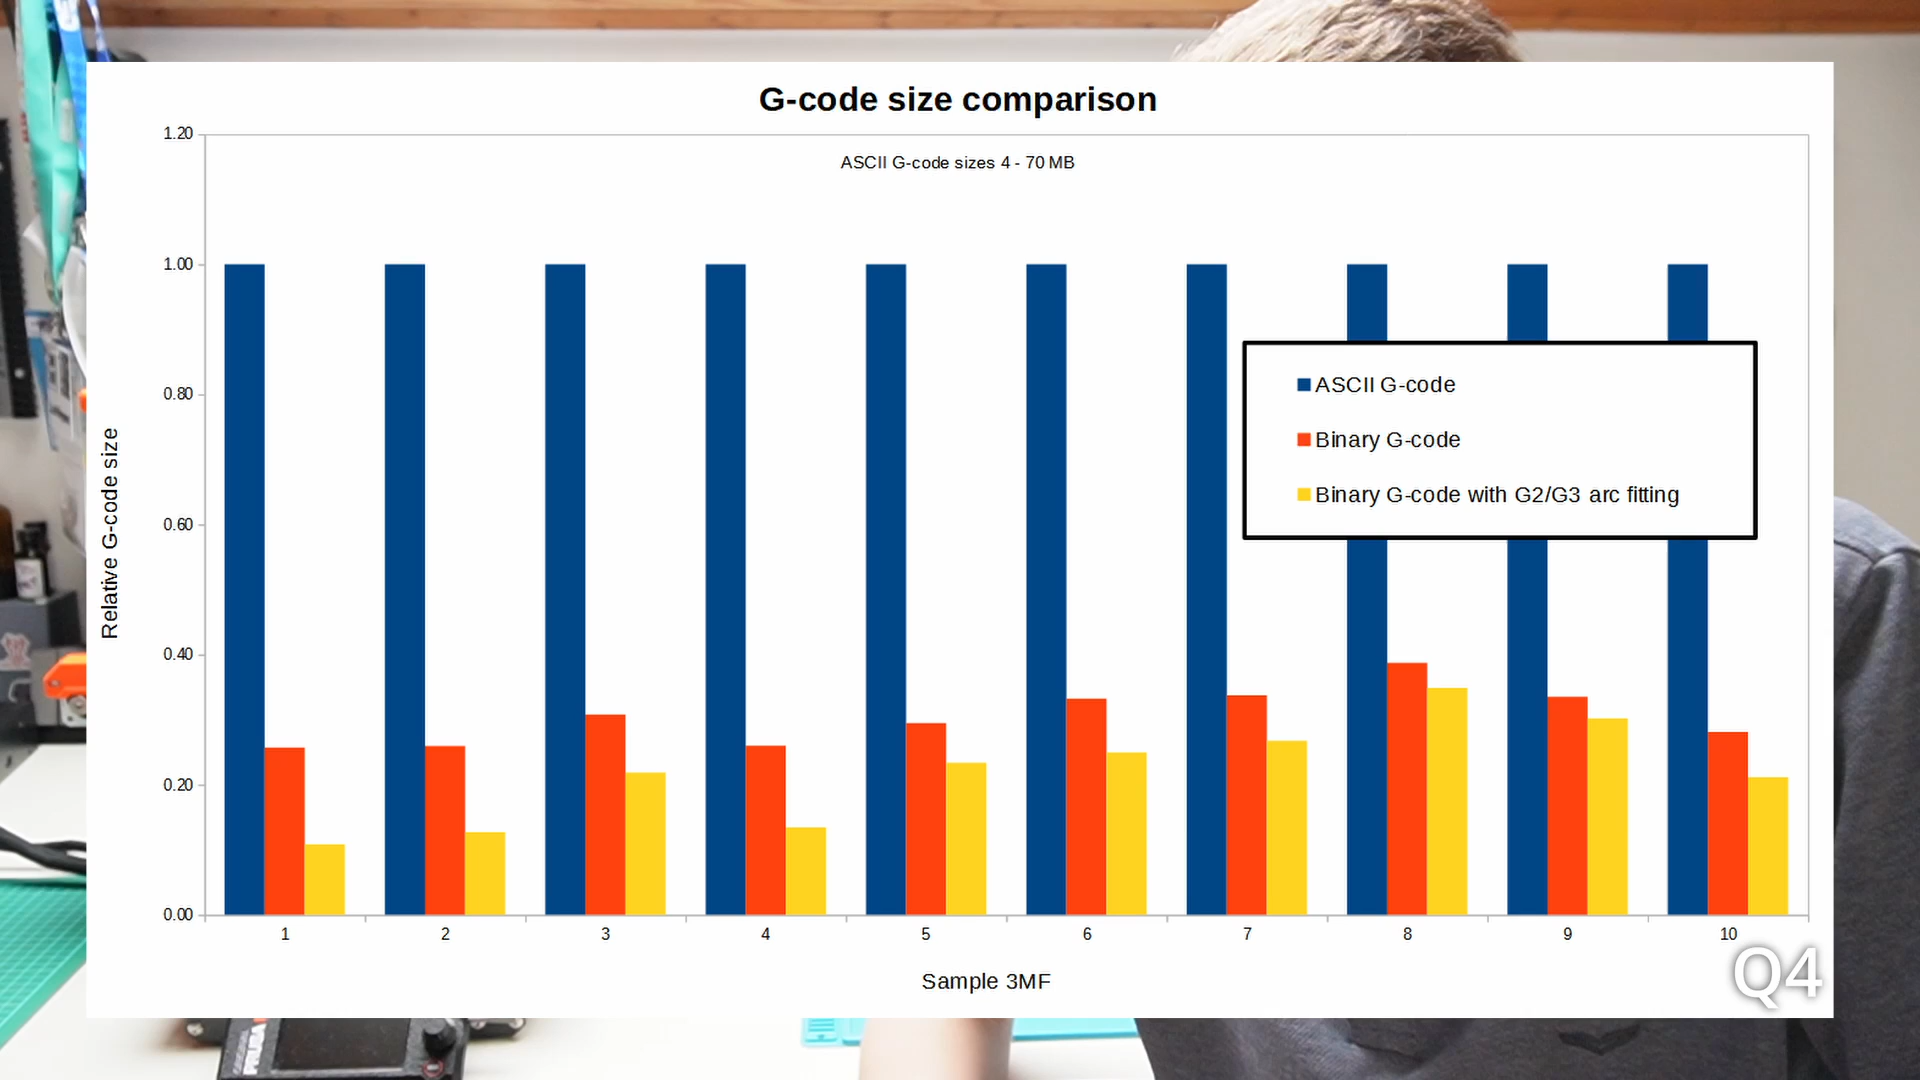 G-code size comparison
ASCII G-code sizes 4 - 70 MB
1.20
1.00
0.80
0.60
0.40
0.20
0.00
Relative G-code size
ASCII G-code
Binary G-code
Binary G-code with G2/G3 arc fitting
1 2 3 4 5 6 7 8 9 10
Sample 3MF
Q4